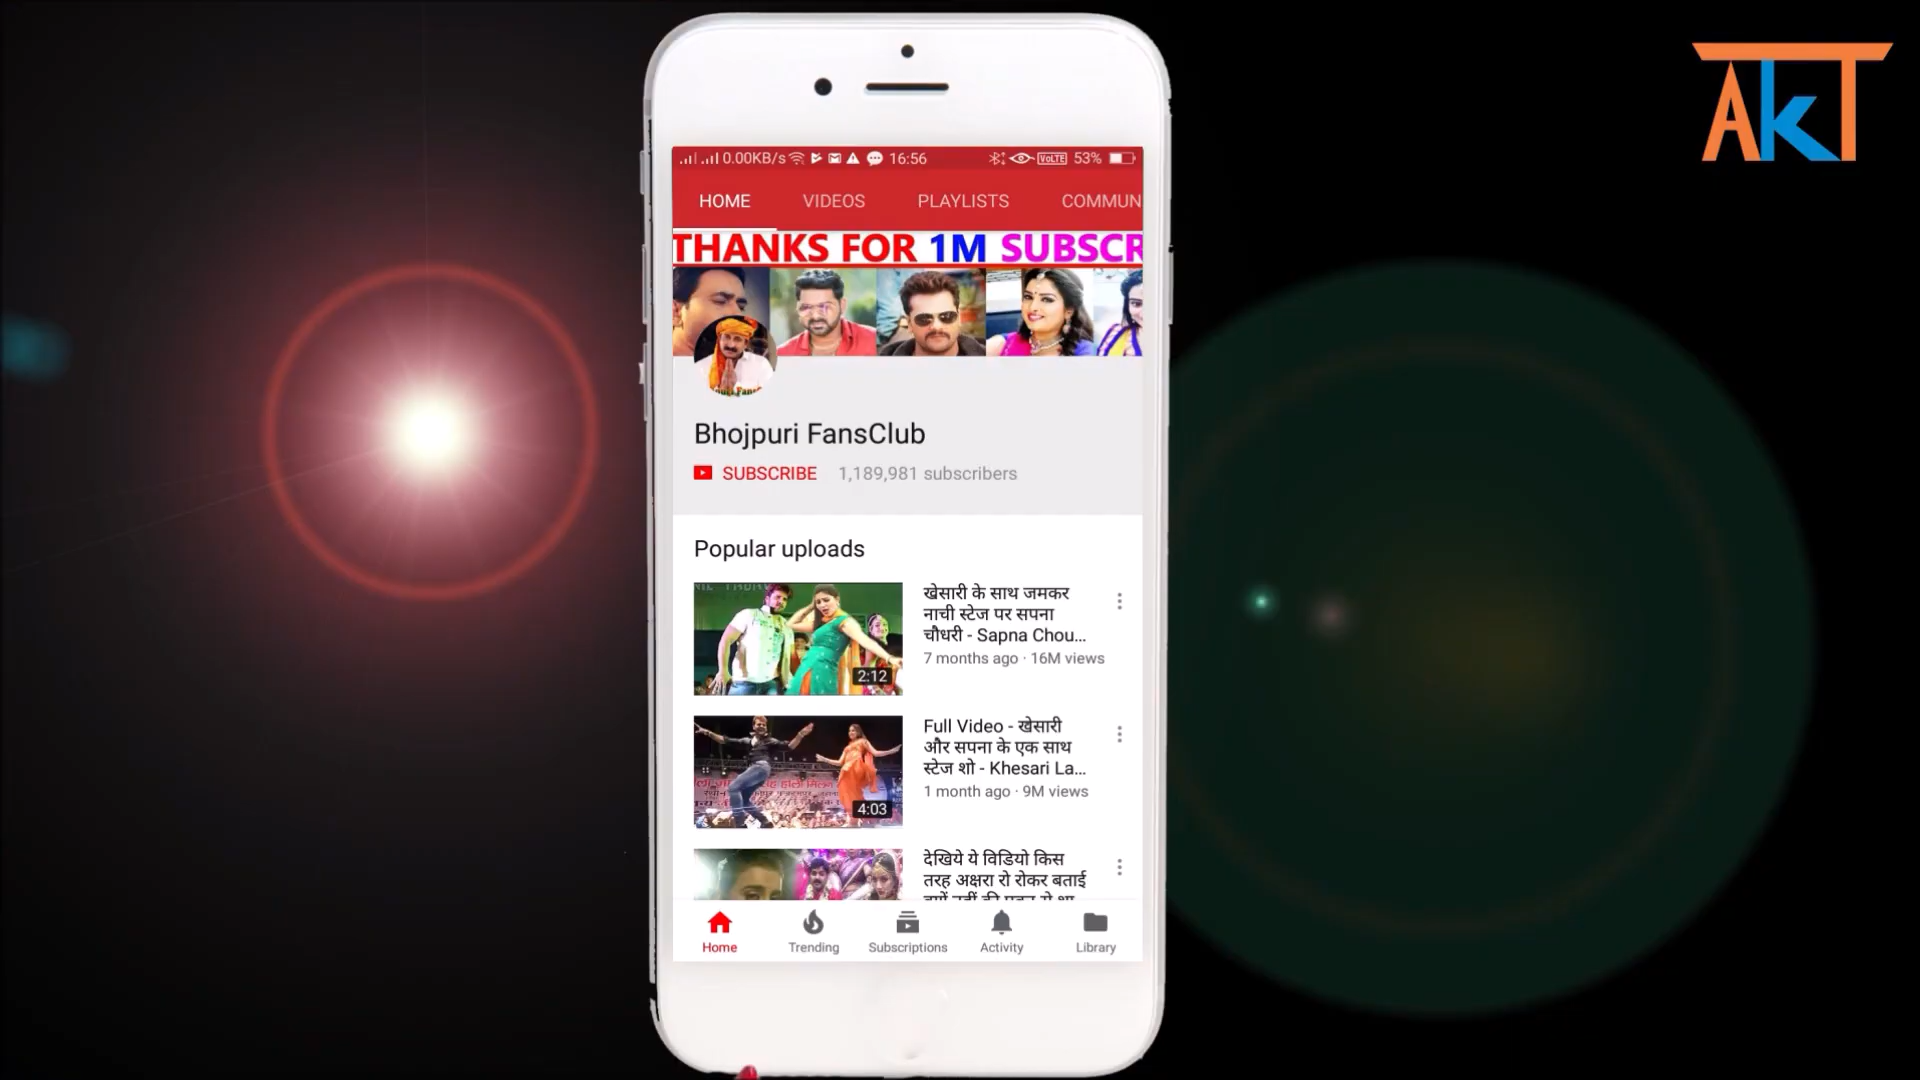 AKT
0.00KB/s 16:56 VoLTE 53%
HOME VIDEOS PLAYLISTS COMMUN
THANKS FOR 1M SUBSCR
Bhojpuri FansClub
SUBSCRIBE 1,189,981 subscribers
Popular uploads
खेसारी के साथ जमकर
नाची स्टेज पर सपना
चौधरी - Sapna Chou...
7 months ago · 16M views
2:12
Full Video - खेसारी
और सपना के एक साथ
स्टेज शो - Khesari La...
1 month ago · 9M views
4:03
देखिये ये विडियो किस
तरह अक्षरा रो रोकर बताई
Home Trending Subscriptions Activity Library